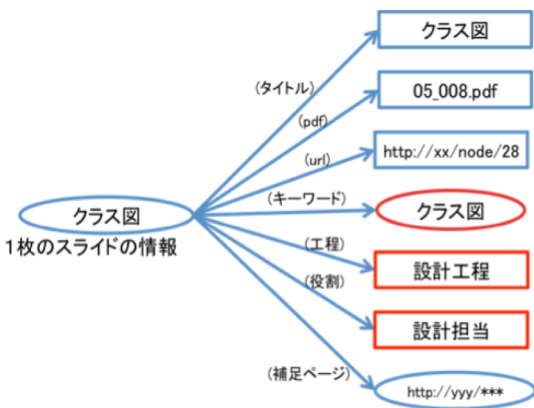 クラス図
(タイトル)
05_008.pdf
(pdf)
http://xx/node/28
(url)
(キーワード)
クラス図
クラス図
1枚のスライドの情報
(工程)
設計工程
(役割)
設計担当
(補足ページ)
http://yyy/***